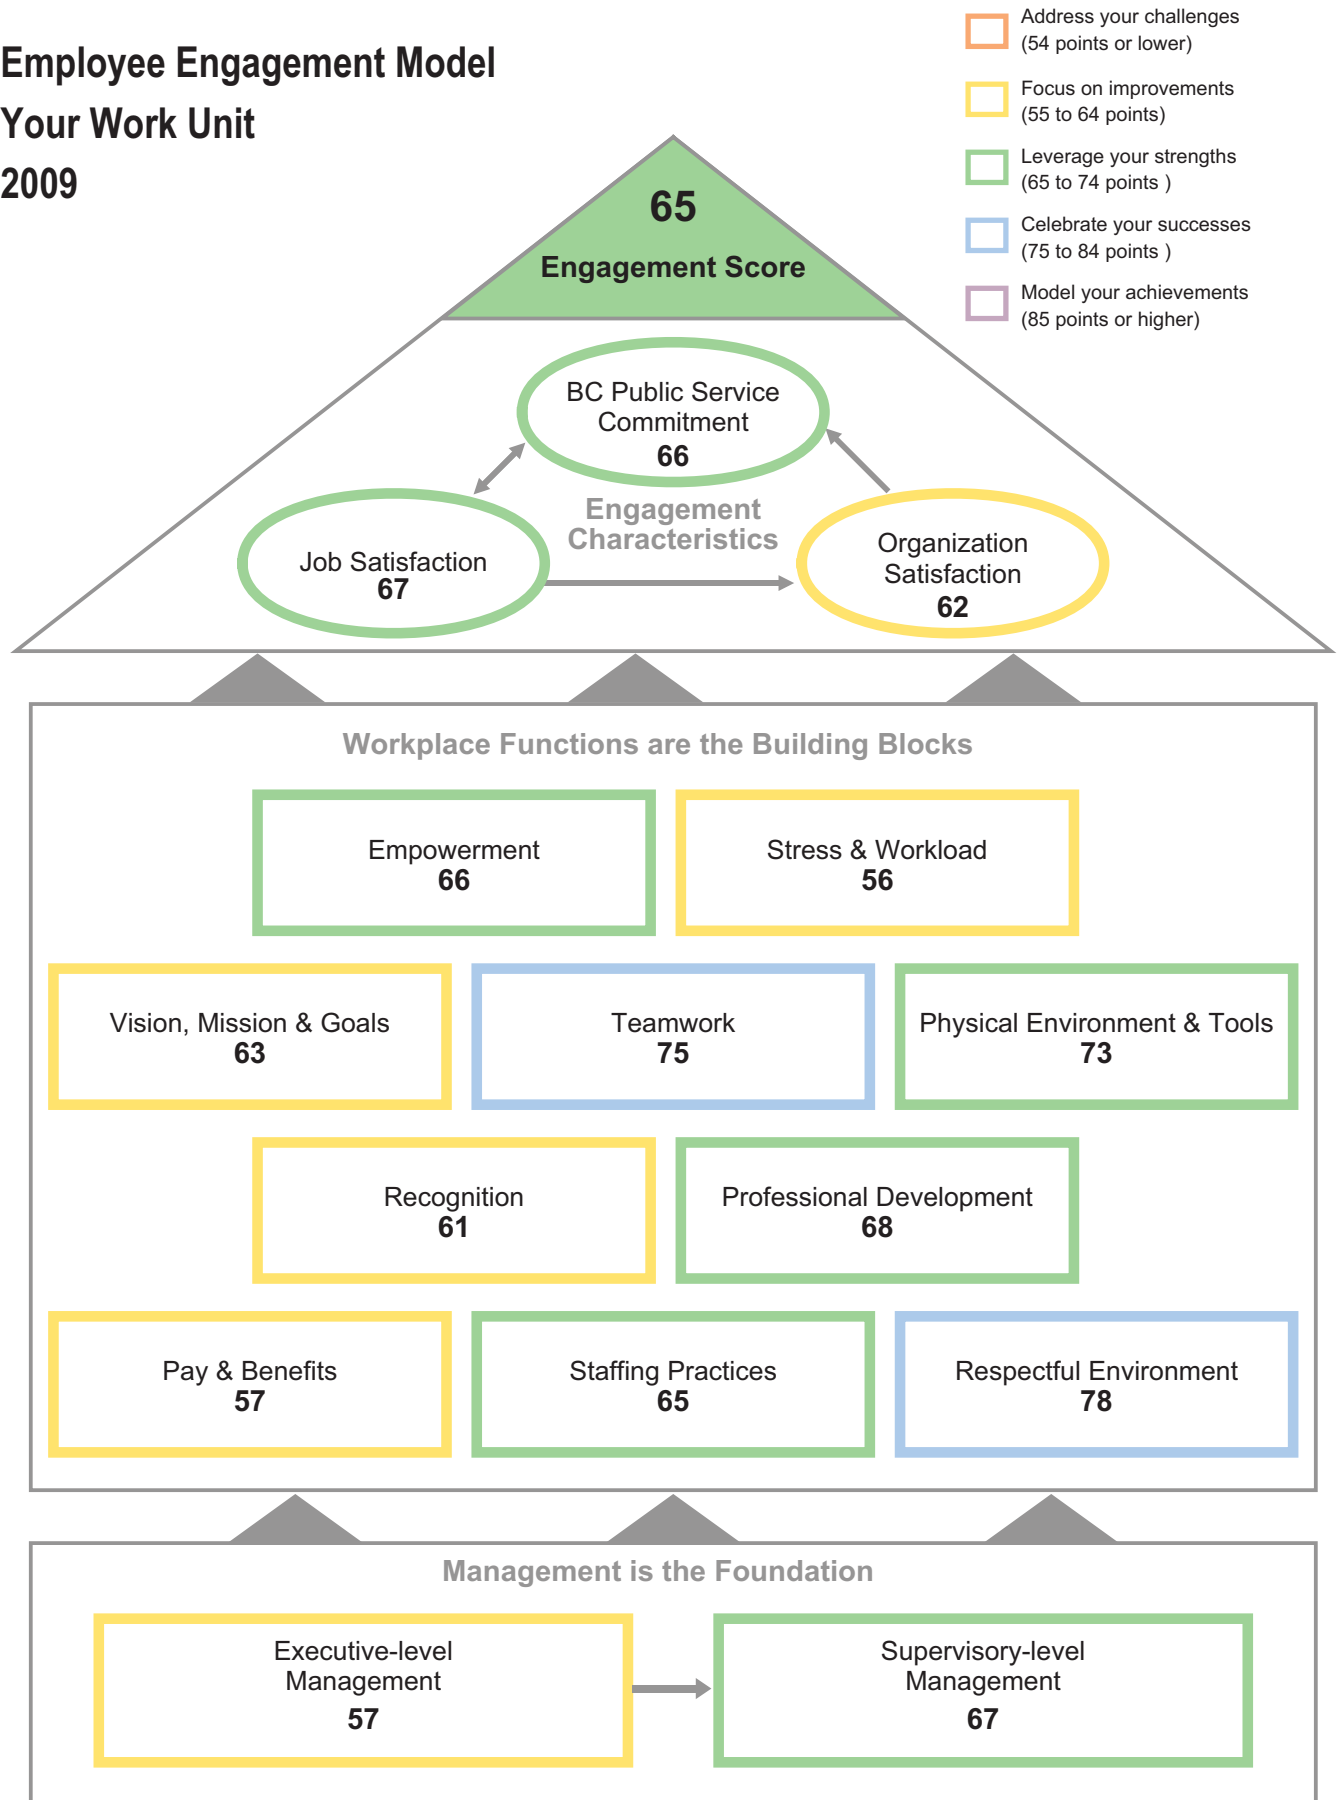 Employee Engagement Model
Your Work Unit
2009
Address your challenges
(54 points or lower)
Focus on improvements
(55 to 64 points)
Leverage your strengths
(65 to 74 points )
Celebrate your successes
(75 to 84 points )
Model your achievements
(85 points or higher)
65
Engagement Score
BC Public Service
Commitment
66
Engagement
Characteristics
Job Satisfaction
67
Organization
Satisfaction
62
Workplace Functions are the Building Blocks
Empowerment
66
Stress & Workload
56
Vision, Mission & Goals
63
Teamwork
75
Physical Environment & Tools
73
Recognition
61
Professional Development
68
Pay & Benefits
57
Staffing Practices
65
Respectful Environment
78
Management is the Foundation
Executive-level
Management
57
Supervisory-level
Management
67